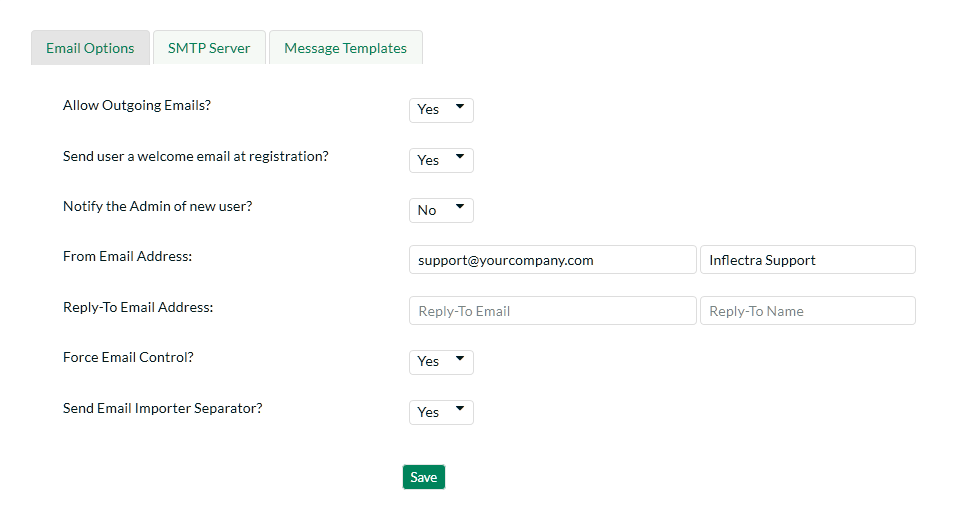 Email Options SMTP Server Message Templates
Allow Outgoing Emails? Yes
Send user a welcome email at registration? Yes
Notify the Admin of new user? No
From Email Address: support@yourcompany.com Inflectra Support
Reply-To Email Address: Reply-To Email Reply-To Name
Force Email Control? Yes
Send Email Importer Separator? Yes
Save